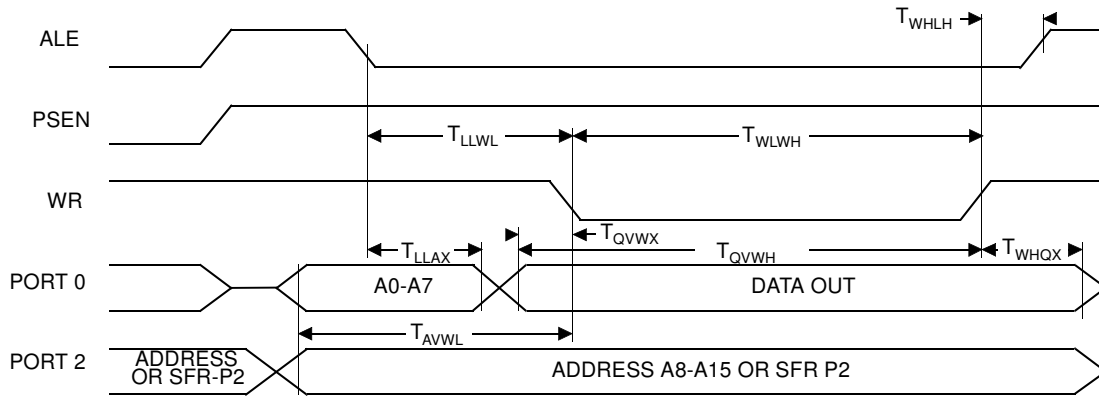 ALE
T_WHLH
PSEN
T_LLWL
T_WLWH
WR
T_LLAX
T_QVWX
T_QVWH
T_WHQX
PORT 0
A0-A7
DATA OUT
T_AVWL
PORT 2
ADDRESS
OR SFR-P2
ADDRESS A8-A15 OR SFR P2